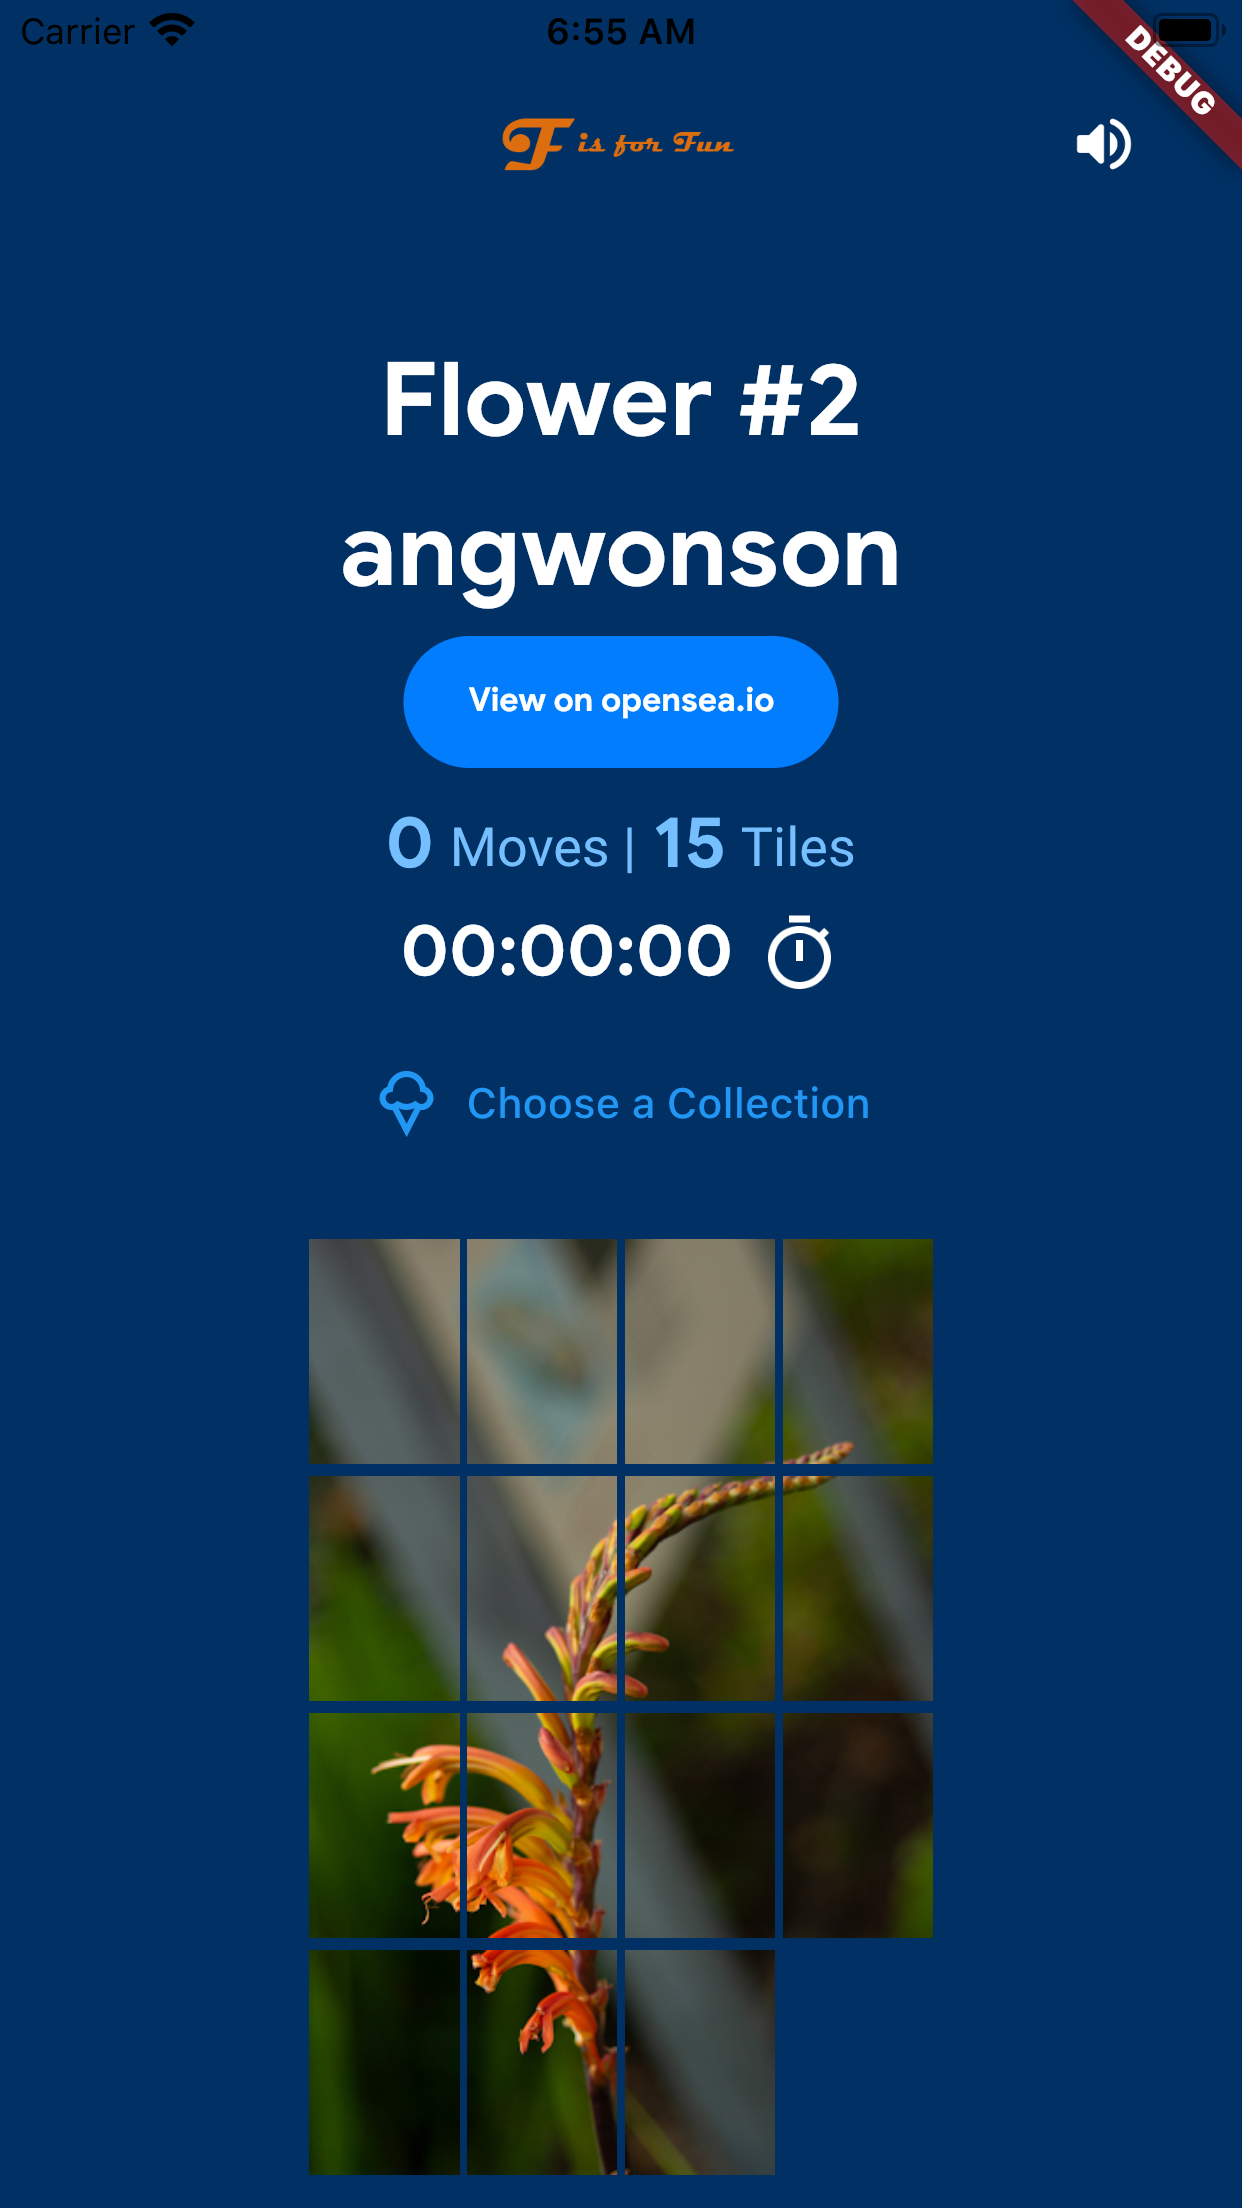 Carrier 6:55 AM
DEBUG
F is for Fun
Flower #2
angwonson
View on opensea.io
0 Moves | 15 Tiles
00:00:00
Choose a Collection